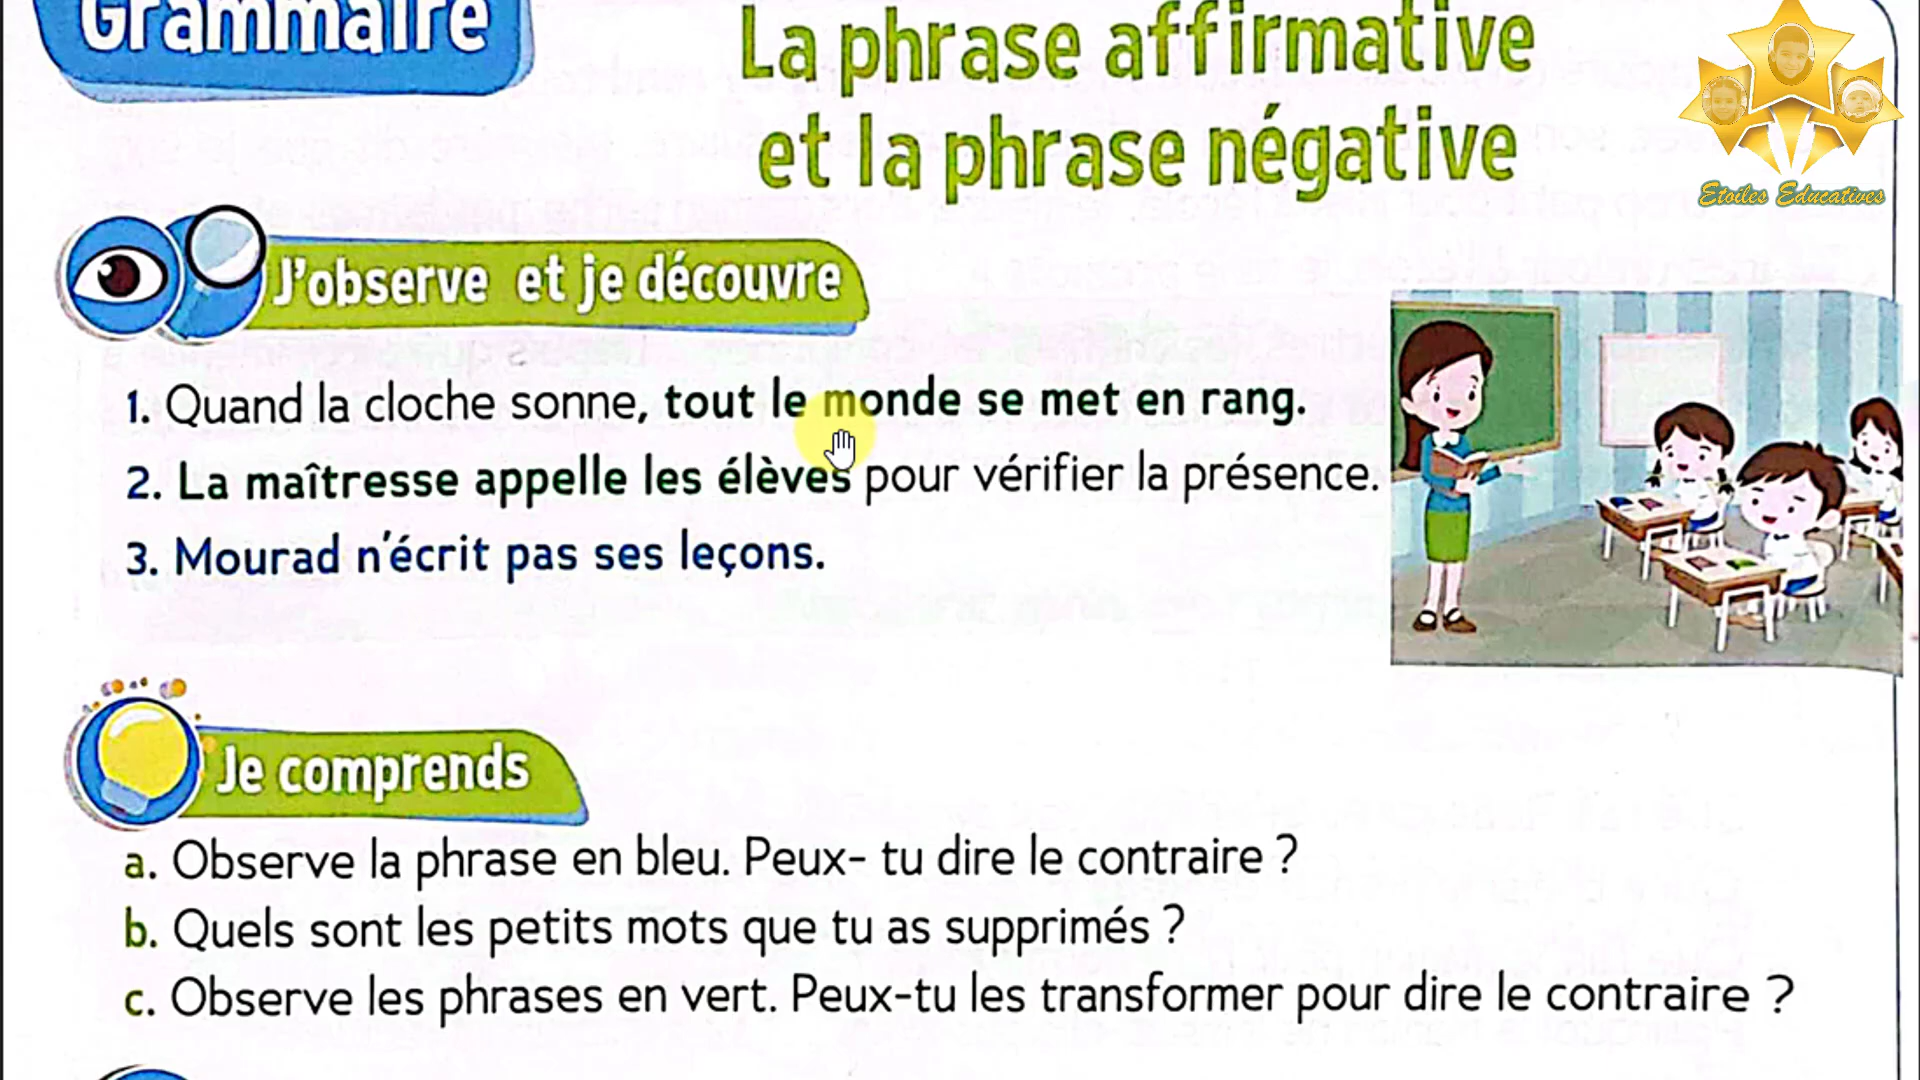 Grammaire
La phrase affirmative
et la phrase négative
Etoiles Educatives
J'observe et je découvre
1. Quand la cloche sonne, tout le monde se met en rang.
2. La maîtresse appelle les élèves pour vérifier la présence.
3. Mourad n'écrit pas ses leçons.
Je comprends
a. Observe la phrase en bleu. Peux- tu dire le contraire ?
b. Quels sont les petits mots que tu as supprimés ?
c. Observe les phrases en vert. Peux-tu les transformer pour dire le contraire ?